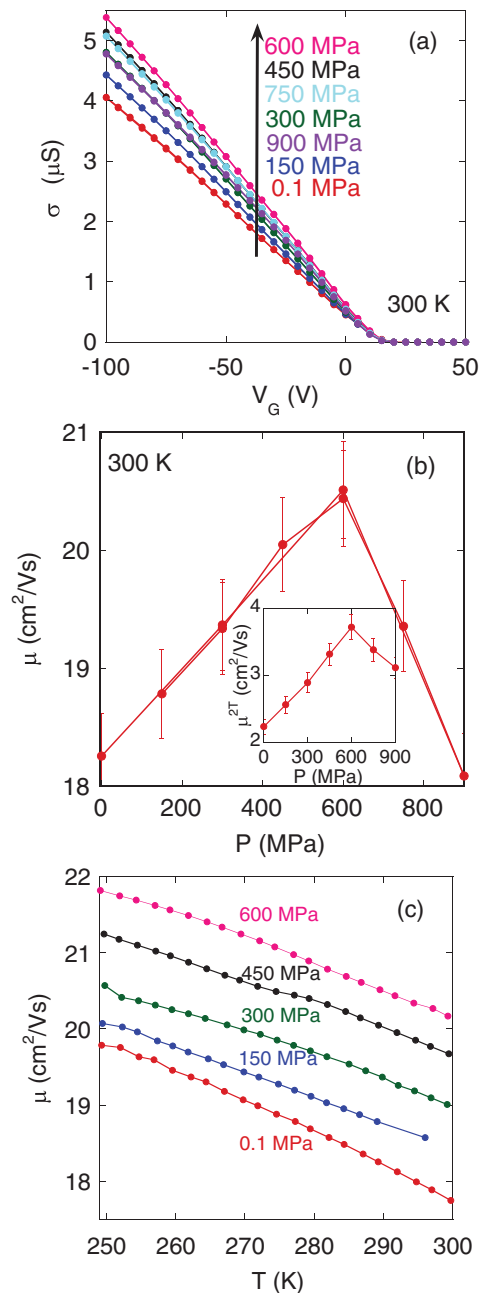 (a)
600 MPa
450 MPa
750 MPa
300 MPa
900 MPa
150 MPa
0.1 MPa
300 K
σ (μS)
5
4
3
2
1
0
-100 -50 0 50
V_G (V)
(b)
300 K
μ (cm²/Vs)
21
20
19
18
0 200 400 600 800
P (MPa)
μ²ᵀ (cm²/Vs)
4
3
2
0 300 600 900
P (MPa)
(c)
μ (cm²/Vs)
22
21
20
19
18
600 MPa
450 MPa
300 MPa
150 MPa
0.1 MPa
250 260 270 280 290 300
T (K)